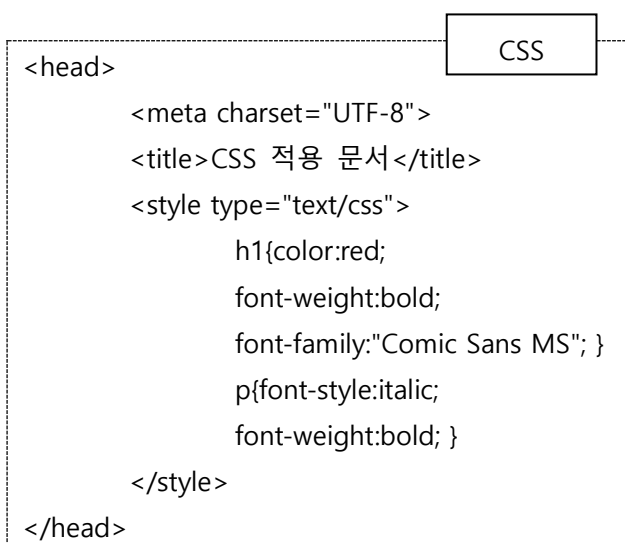 CSS
<head>
<meta charset="UTF-8">
<title>CSS 적용 문서</title>
<style type="text/css">
h1{color:red;
font-weight:bold;
font-family:"Comic Sans MS"; }
p{font-style:italic;
font-weight:bold; }
</style>
</head>